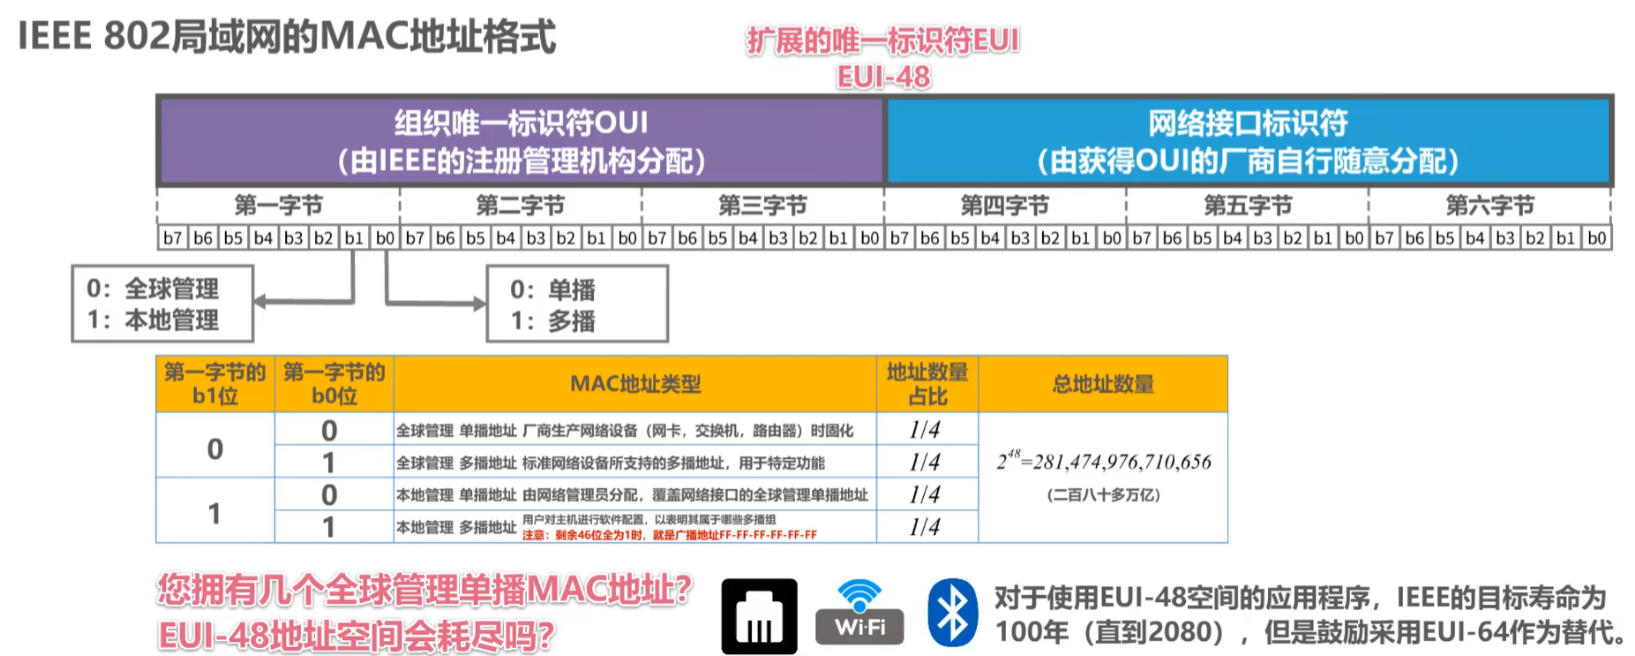 IEEE 802局域网的MAC地址格式
扩展的唯一标识符EUI
EUI-48
组织唯一标识符OUI
（由IEEE的注册管理机构分配）
网络接口标识符
（由获得OUI的厂商自行随意分配）
第一字节 第二字节 第三字节 第四字节 第五字节 第六字节
b7 b6 b5 b4 b3 b2 b1 b0 b7 b6 b5 b4 b3 b2 b1 b0 b7 b6 b5 b4 b3 b2 b1 b0 b7 b6 b5 b4 b3 b2 b1 b0 b7 b6 b5 b4 b3 b2 b1 b0 b7 b6 b5 b4 b3 b2 b1 b0
0：全球管理
1：本地管理
0：单播
1：多播
第一字节的
b1位
第一字节的
b0位
MAC地址类型
地址数量
占比
总地址数量
0
0
全球管理 单播地址 厂商生产网络设备（网卡，交换机，路由器）时固化
1/4
1
全球管理 多播地址 标准网络设备所支持的多播地址，用于特定功能
1/4
1
0
本地管理 单播地址 由网络管理员分配，覆盖网络接口的全球管理单播地址
1/4
1
本地管理 多播地址
用户对主机进行软件配置，以表明其属于哪些多播组
注意：剩余46位全为1时，就是广播地址FF-FF-FF-FF-FF-FF
1/4
2⁴⁸=281,474,976,710,656
（二百八十多万亿）
您拥有几个全球管理单播MAC地址？
EUI-48地址空间会耗尽吗？
Wi-Fi
对于使用EUI-48空间的应用程序，IEEE的目标寿命为
100年（直到2080），但是鼓励采用EUI-64作为替代。